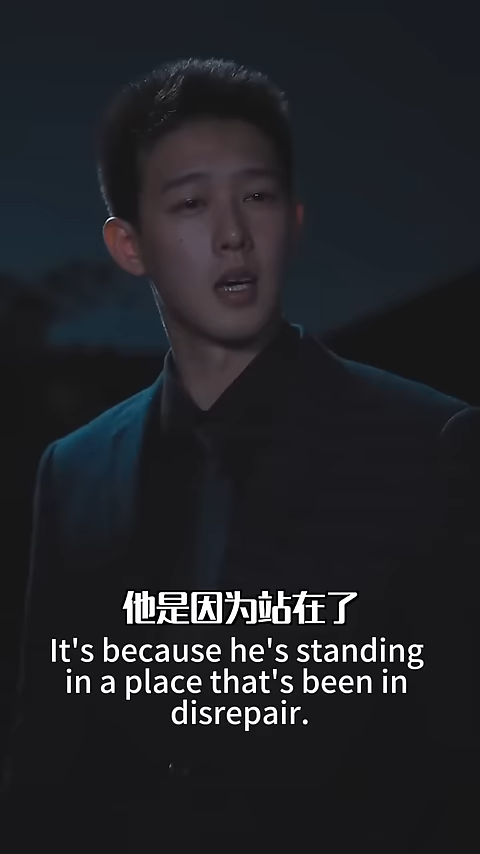 他是因为站在了
It's because he's standing
in a place that's been in
disrepair.